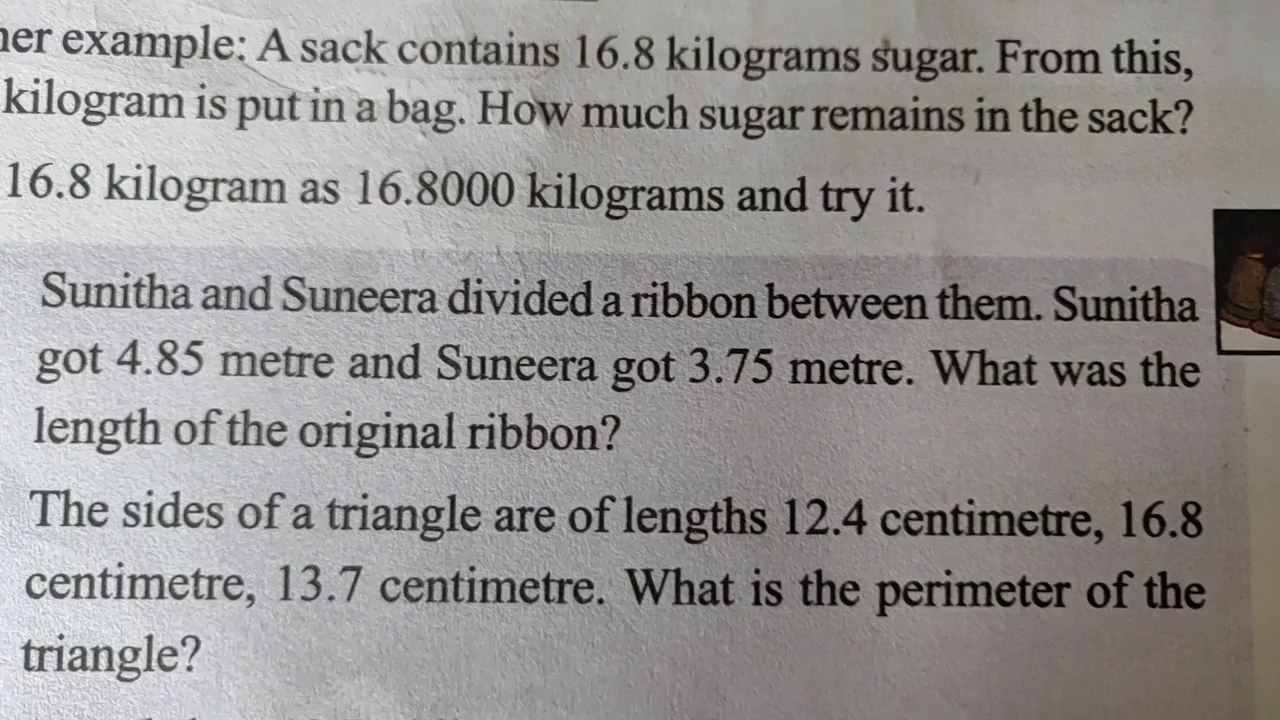 example: A sack contains 16.8 kilograms sugar. From this,
kilogram is put in a bag. How much sugar remains in the sack?
16.8 kilogram as 16.8000 kilograms and try it.
Sunitha and Suneera divided a ribbon between them. Sunitha
got 4.85 metre and Suneera got 3.75 metre. What was the
length of the original ribbon?
The sides of a triangle are of lengths 12.4 centimetre, 16.8
centimetre, 13.7 centimetre. What is the perimeter of the
triangle?